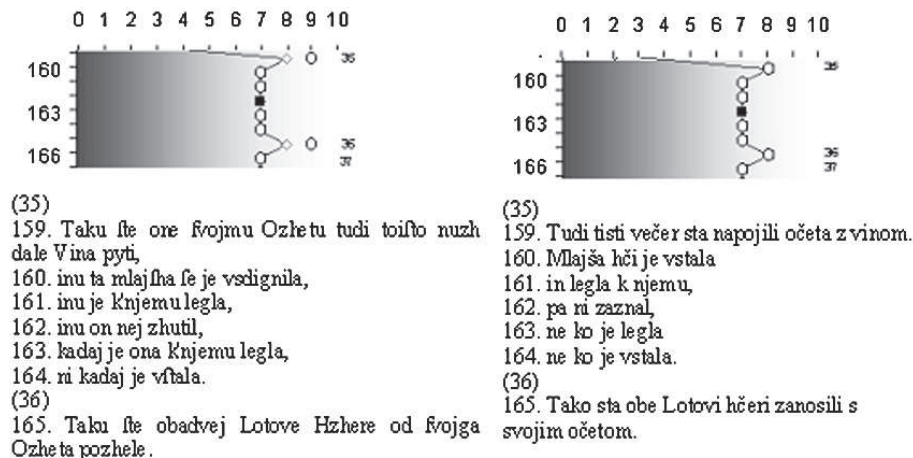 0 1 2 3 4 5 6 7 8 9 10
160
163
166
35
36
37
(35)
159. Taku ſte one ſvojmu Ozhetu tudi toiſto nuzh
dale Vina pyti,
160. inu ta mlajſha ſe je vsdignila,
161. inu je k'njemu legla,
162. inu on nej zhutil,
163. kadaj je ona k'njemu legla,
164. ni kadaj je vſtala.
(36)
165. Taku ſte obadvej Lotove Hzhere od ſvojga
Ozheta pozhele.
0 1 2 3 4 5 6 7 8 9 10
160
163
166
35
36
37
(35)
159. Tudi tisti večer sta napojili očeta z vinom.
160. Mlajša hči je vstala
161. in legla k njemu,
162. pa ni zaznal,
163. ne ko je legla
164. ne ko je vstala.
(36)
165. Tako sta obe Lotovi hčeri zanosili s
svojim očetom.